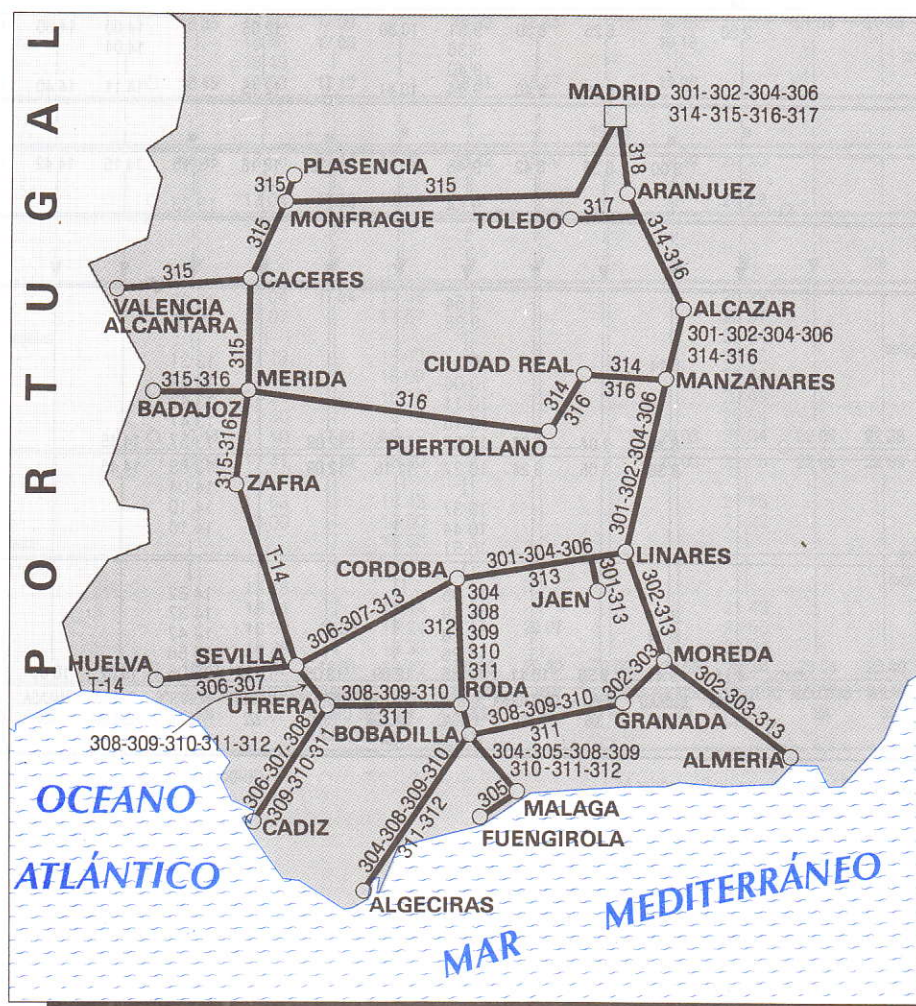 PORTUGAL
MADRID
301-302-304-306
314-315-316-317
318
PLASENCIA
315
315
MONFRAGUE
ARANJUEZ
TOLEDO
317
314-316
315
315
CACERES
VALENCIA
ALCANTARA
ALCAZAR
301-302-304-306
314-316
315
CIUDAD REAL
314
316
MANZANARES
315-316
MERIDA
BADAJOZ
316
314
316
PUERTOLLANO
315-316
ZAFRA
301-302-304-306
T-14
CORDOBA
301-304-306
313
LINARES
JAEN
301-313
302-313
306-307-313
312
304
308
309
310
311
SEVILLA
MOREDA
HUELVA
T-14
306-307
302-303
302-303-313
UTRERA
308-309-310
311
RODA
308-309-310
311
GRANADA
BOBADILLA
308-309-310-311-312
ALMERIA
306-307-308
309-310-311
304-305-308-309
310-311-312
OCEANO
ATLÁNTICO
305
MALAGA
FUENGIROLA
CADIZ
304-308-309-310
311-312
ALGECIRAS
MAR MEDITERRÁNEO